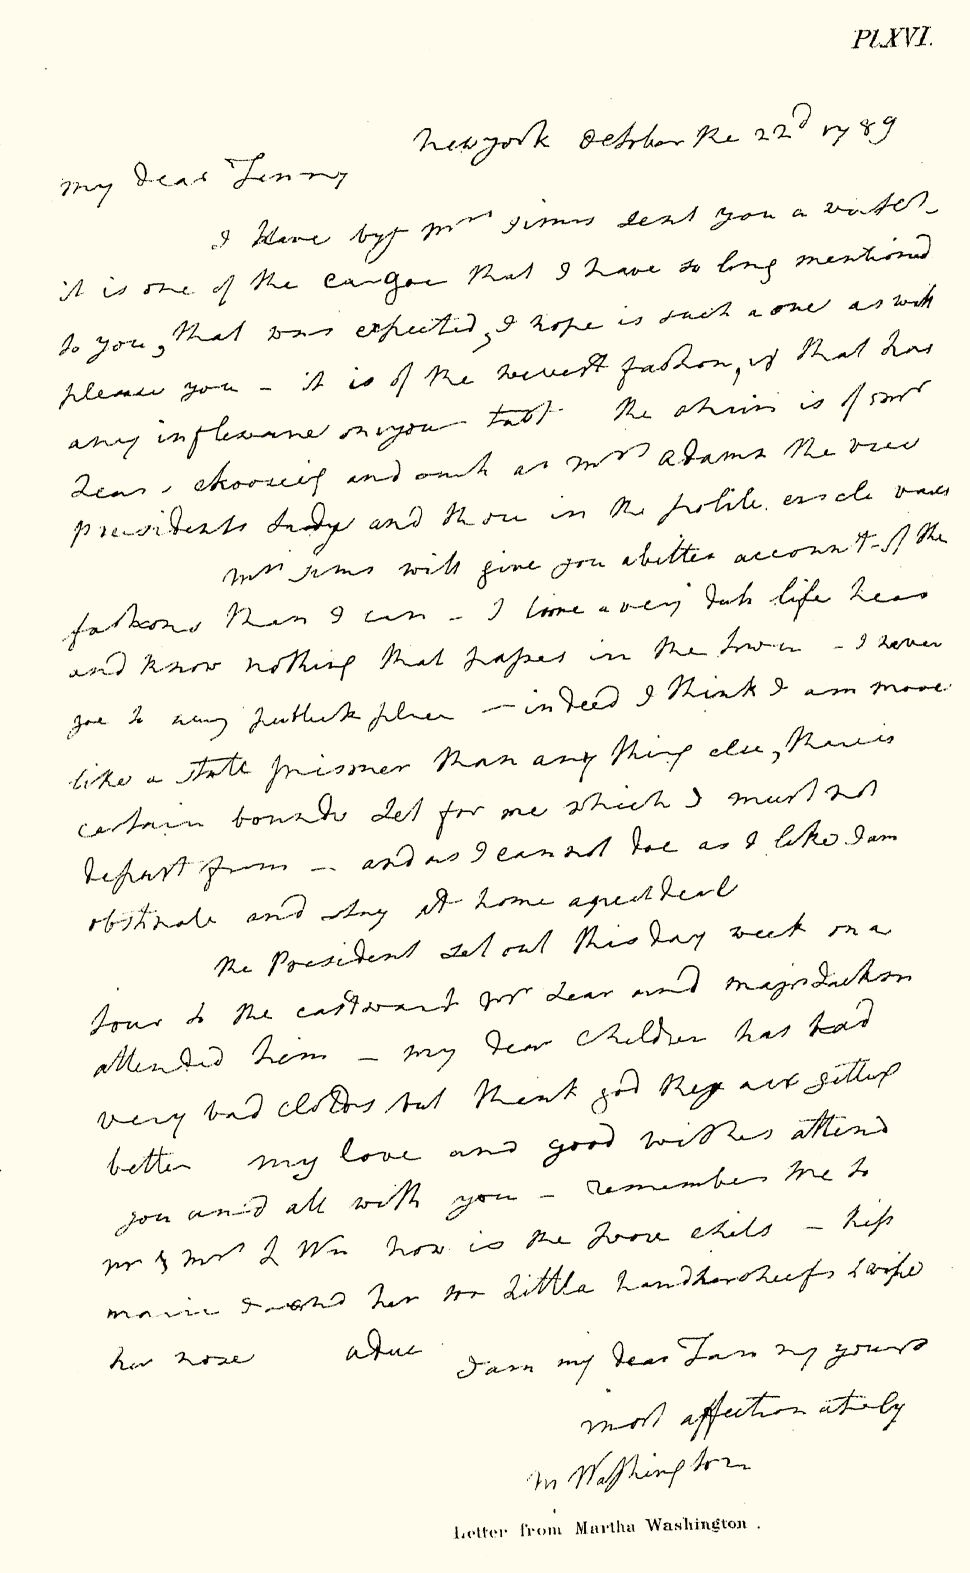 Pl.XVI.
New york October the 22d 1789
my dear Fanny
I Have by Mrs Sims sent you a watch
it is one of the cargoe that I have so long mentioned
to you, that was expected, I hope is such a one as will
please you - it is of the newest fashon, if that has
any influance on your tast the chain is of mr
Lears choosing and such as Mrs Adams the vice
Presidents Lady and those in the polite circle wares
Mrs Sims will give you a better account of the
fashons than I can - I live a very dull life hear
and know nothing that passes in the town - I never
goe to any publick place - indeed I think I am more
like a state prisoner than any thing else, there is
certain bounds set for me which I must not
depart from - and as I cannot doe as I like I am
obstinate and stay at home a great deal
the President set out this day week on a
tour to the eastward mr Lear and major Jackson
attended him - my dear children has had
very bad colds but thank god they are getting
better my love and good wishes attend
you and all with you - remember me to
mr & mrs L Wn how is the poore child - kiss
maria I send her two little handkercheifs to wipe
her nose adue
I am my dear Fanny yours
most affectionately
M Washington
Letter from Martha Washington .